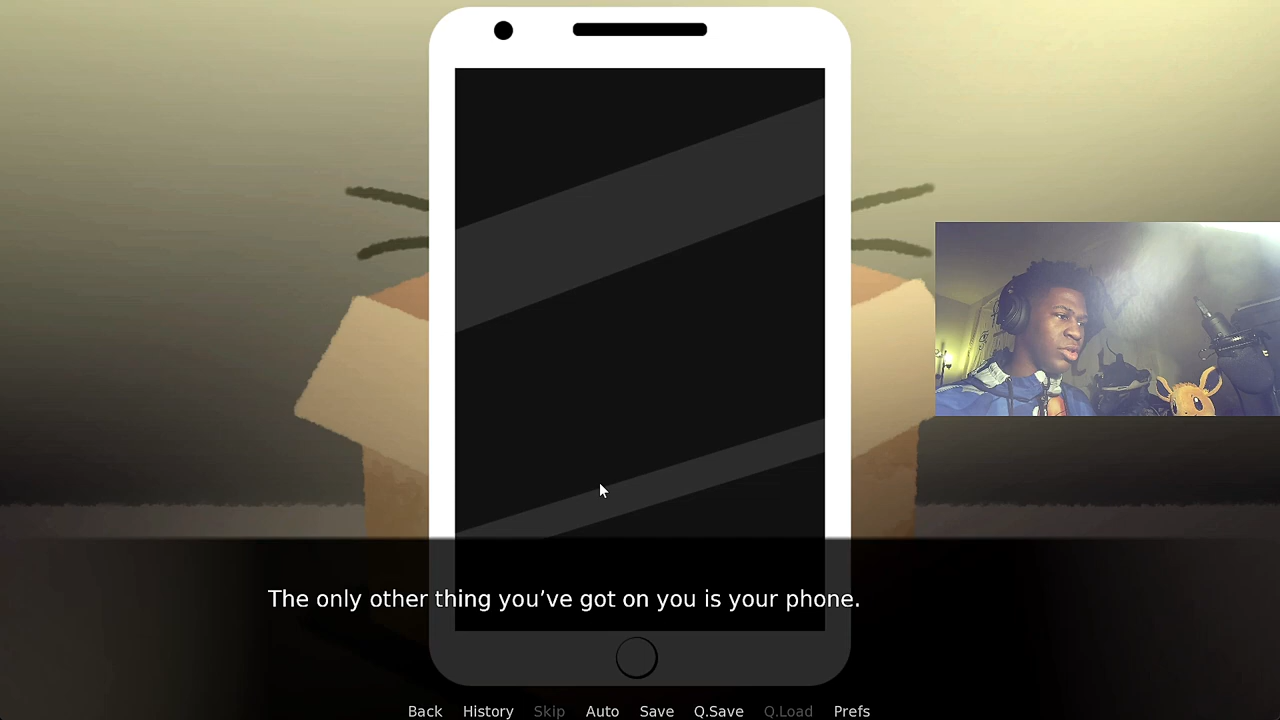 The only other thing you’ve got on you is your phone.
Back History Skip Auto Save Q.Save Q.Load Prefs